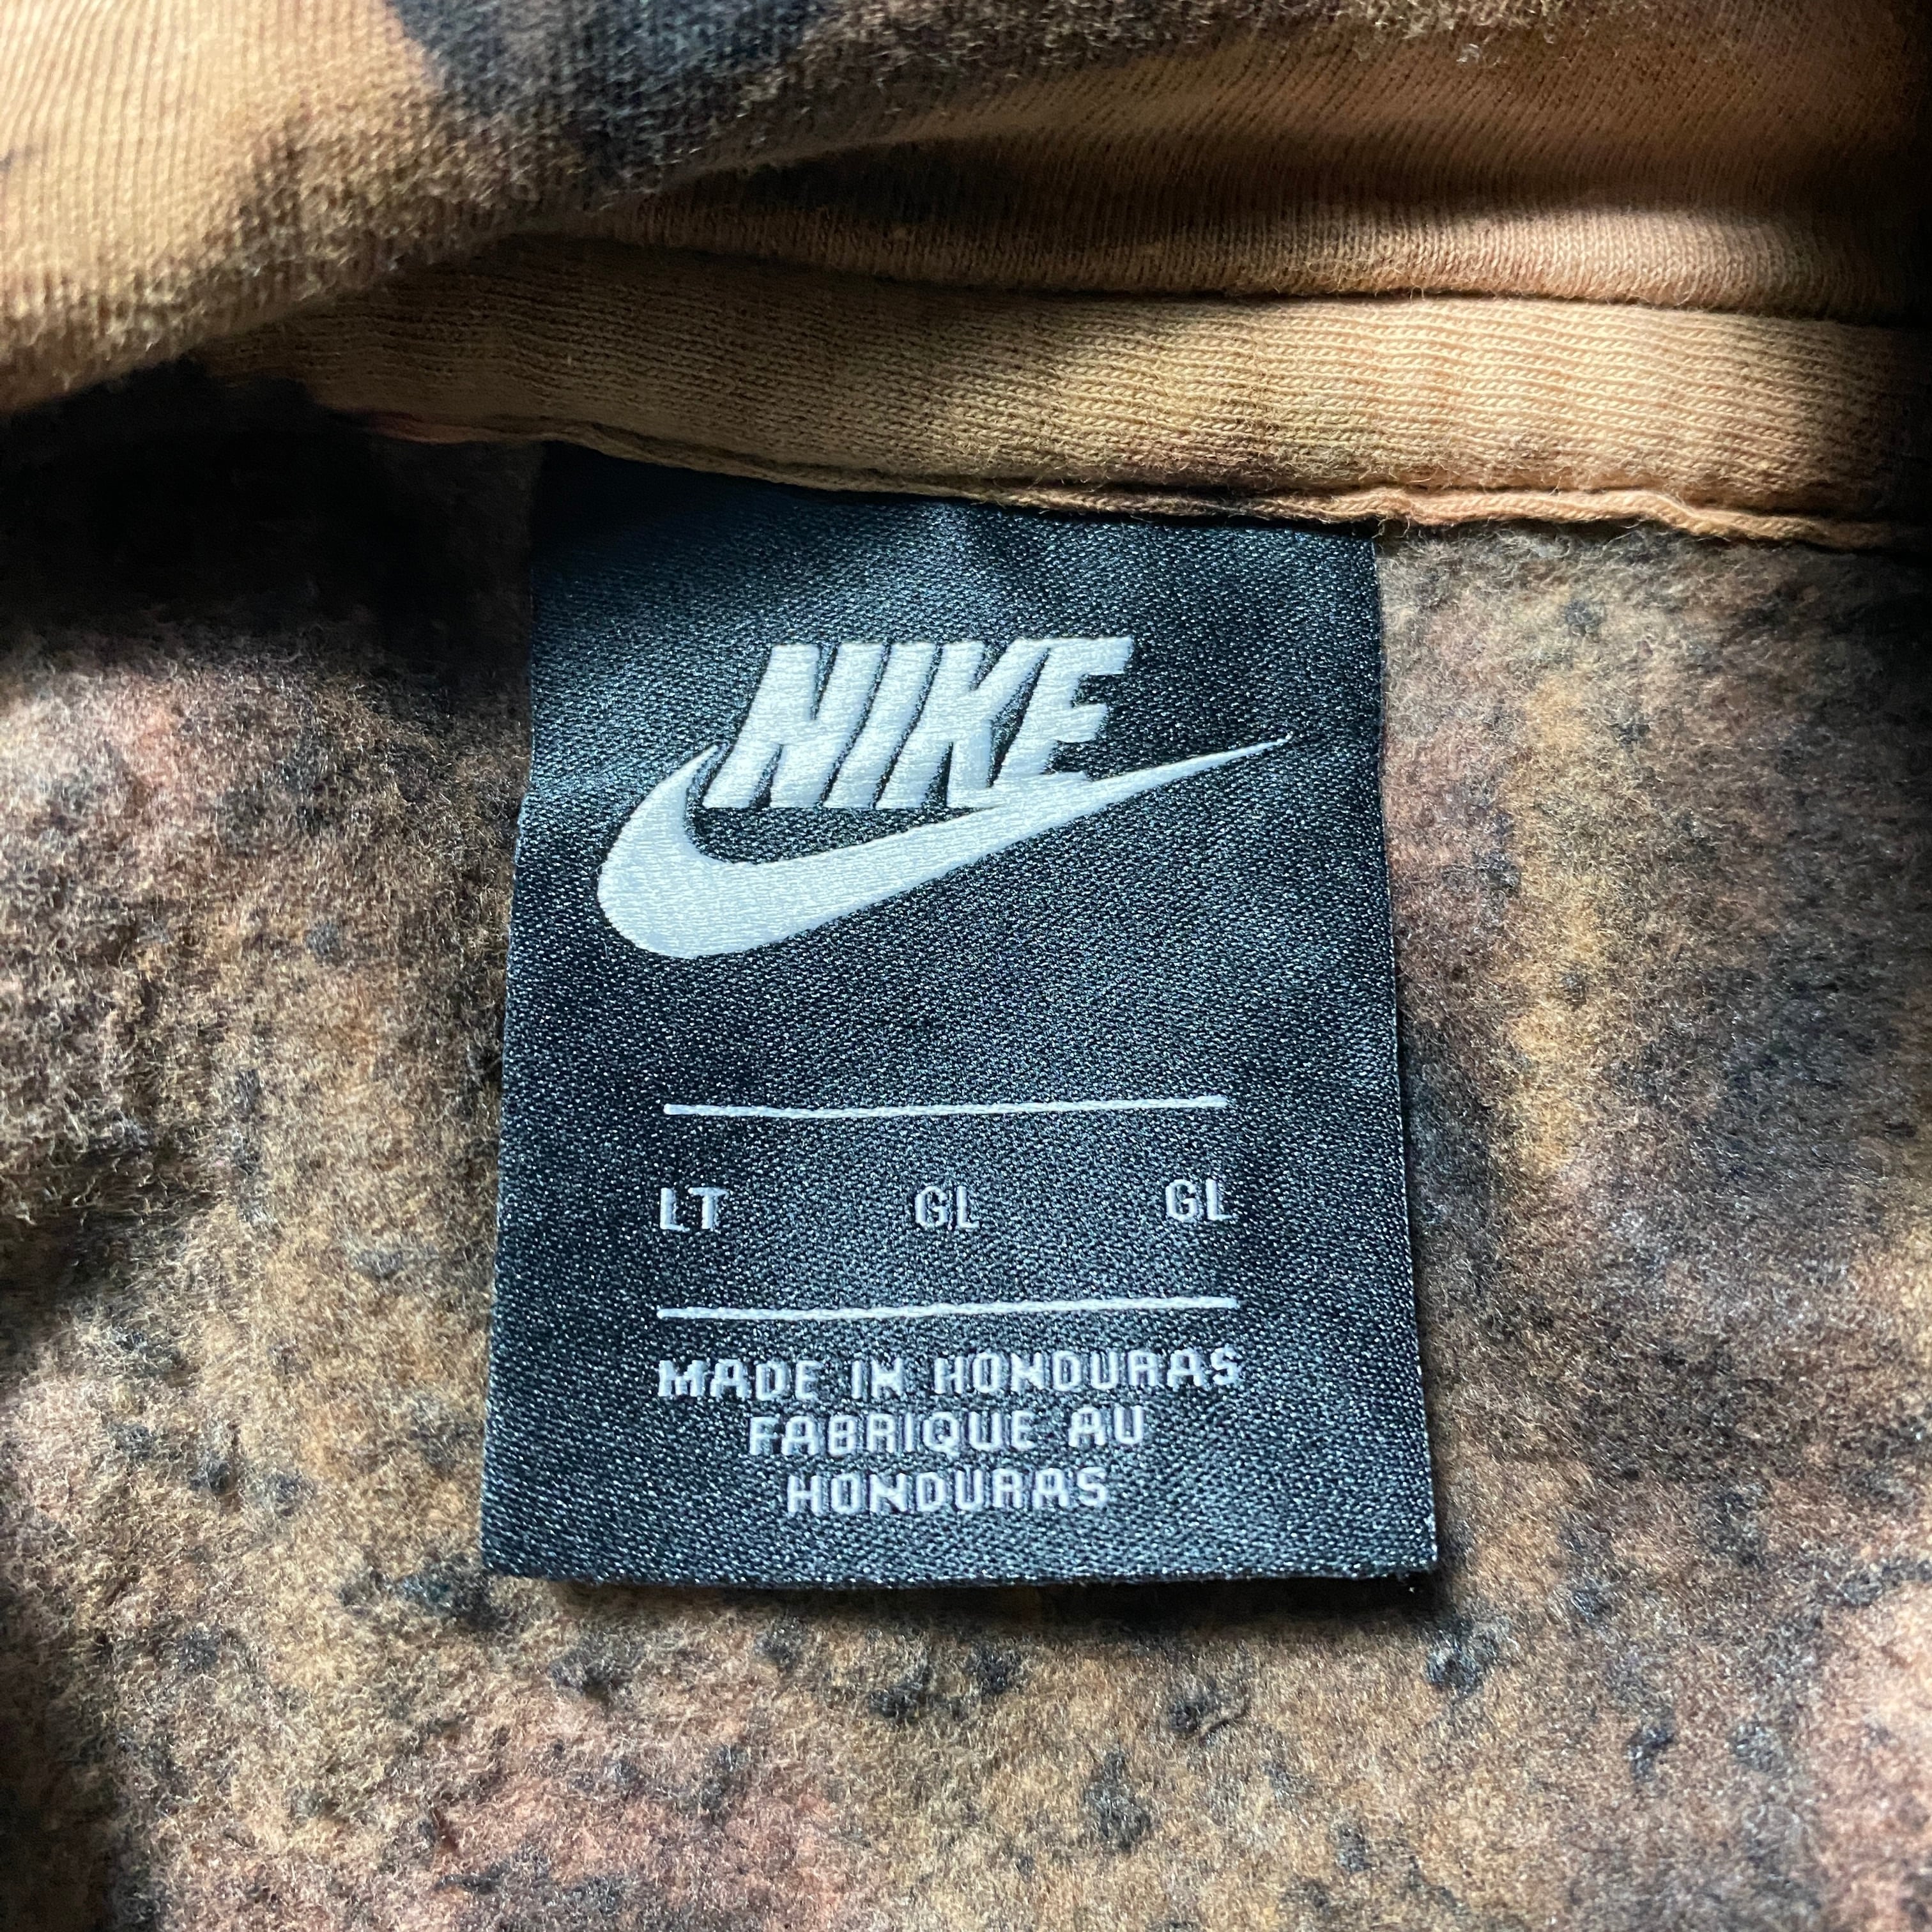 NIKE
LT GL GL
MADE IN HONDURAS
FABRIQUE AU
HONDURAS